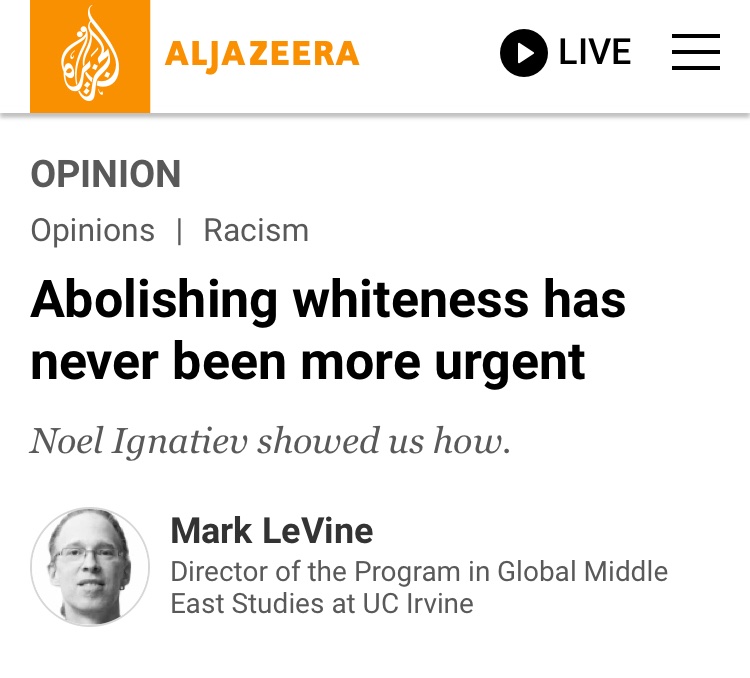 ALJAZEERA
LIVE
OPINION
Opinions | Racism
Abolishing whiteness has
never been more urgent
Noel Ignatiev showed us how.
Mark LeVine
Director of the Program in Global Middle
East Studies at UC Irvine